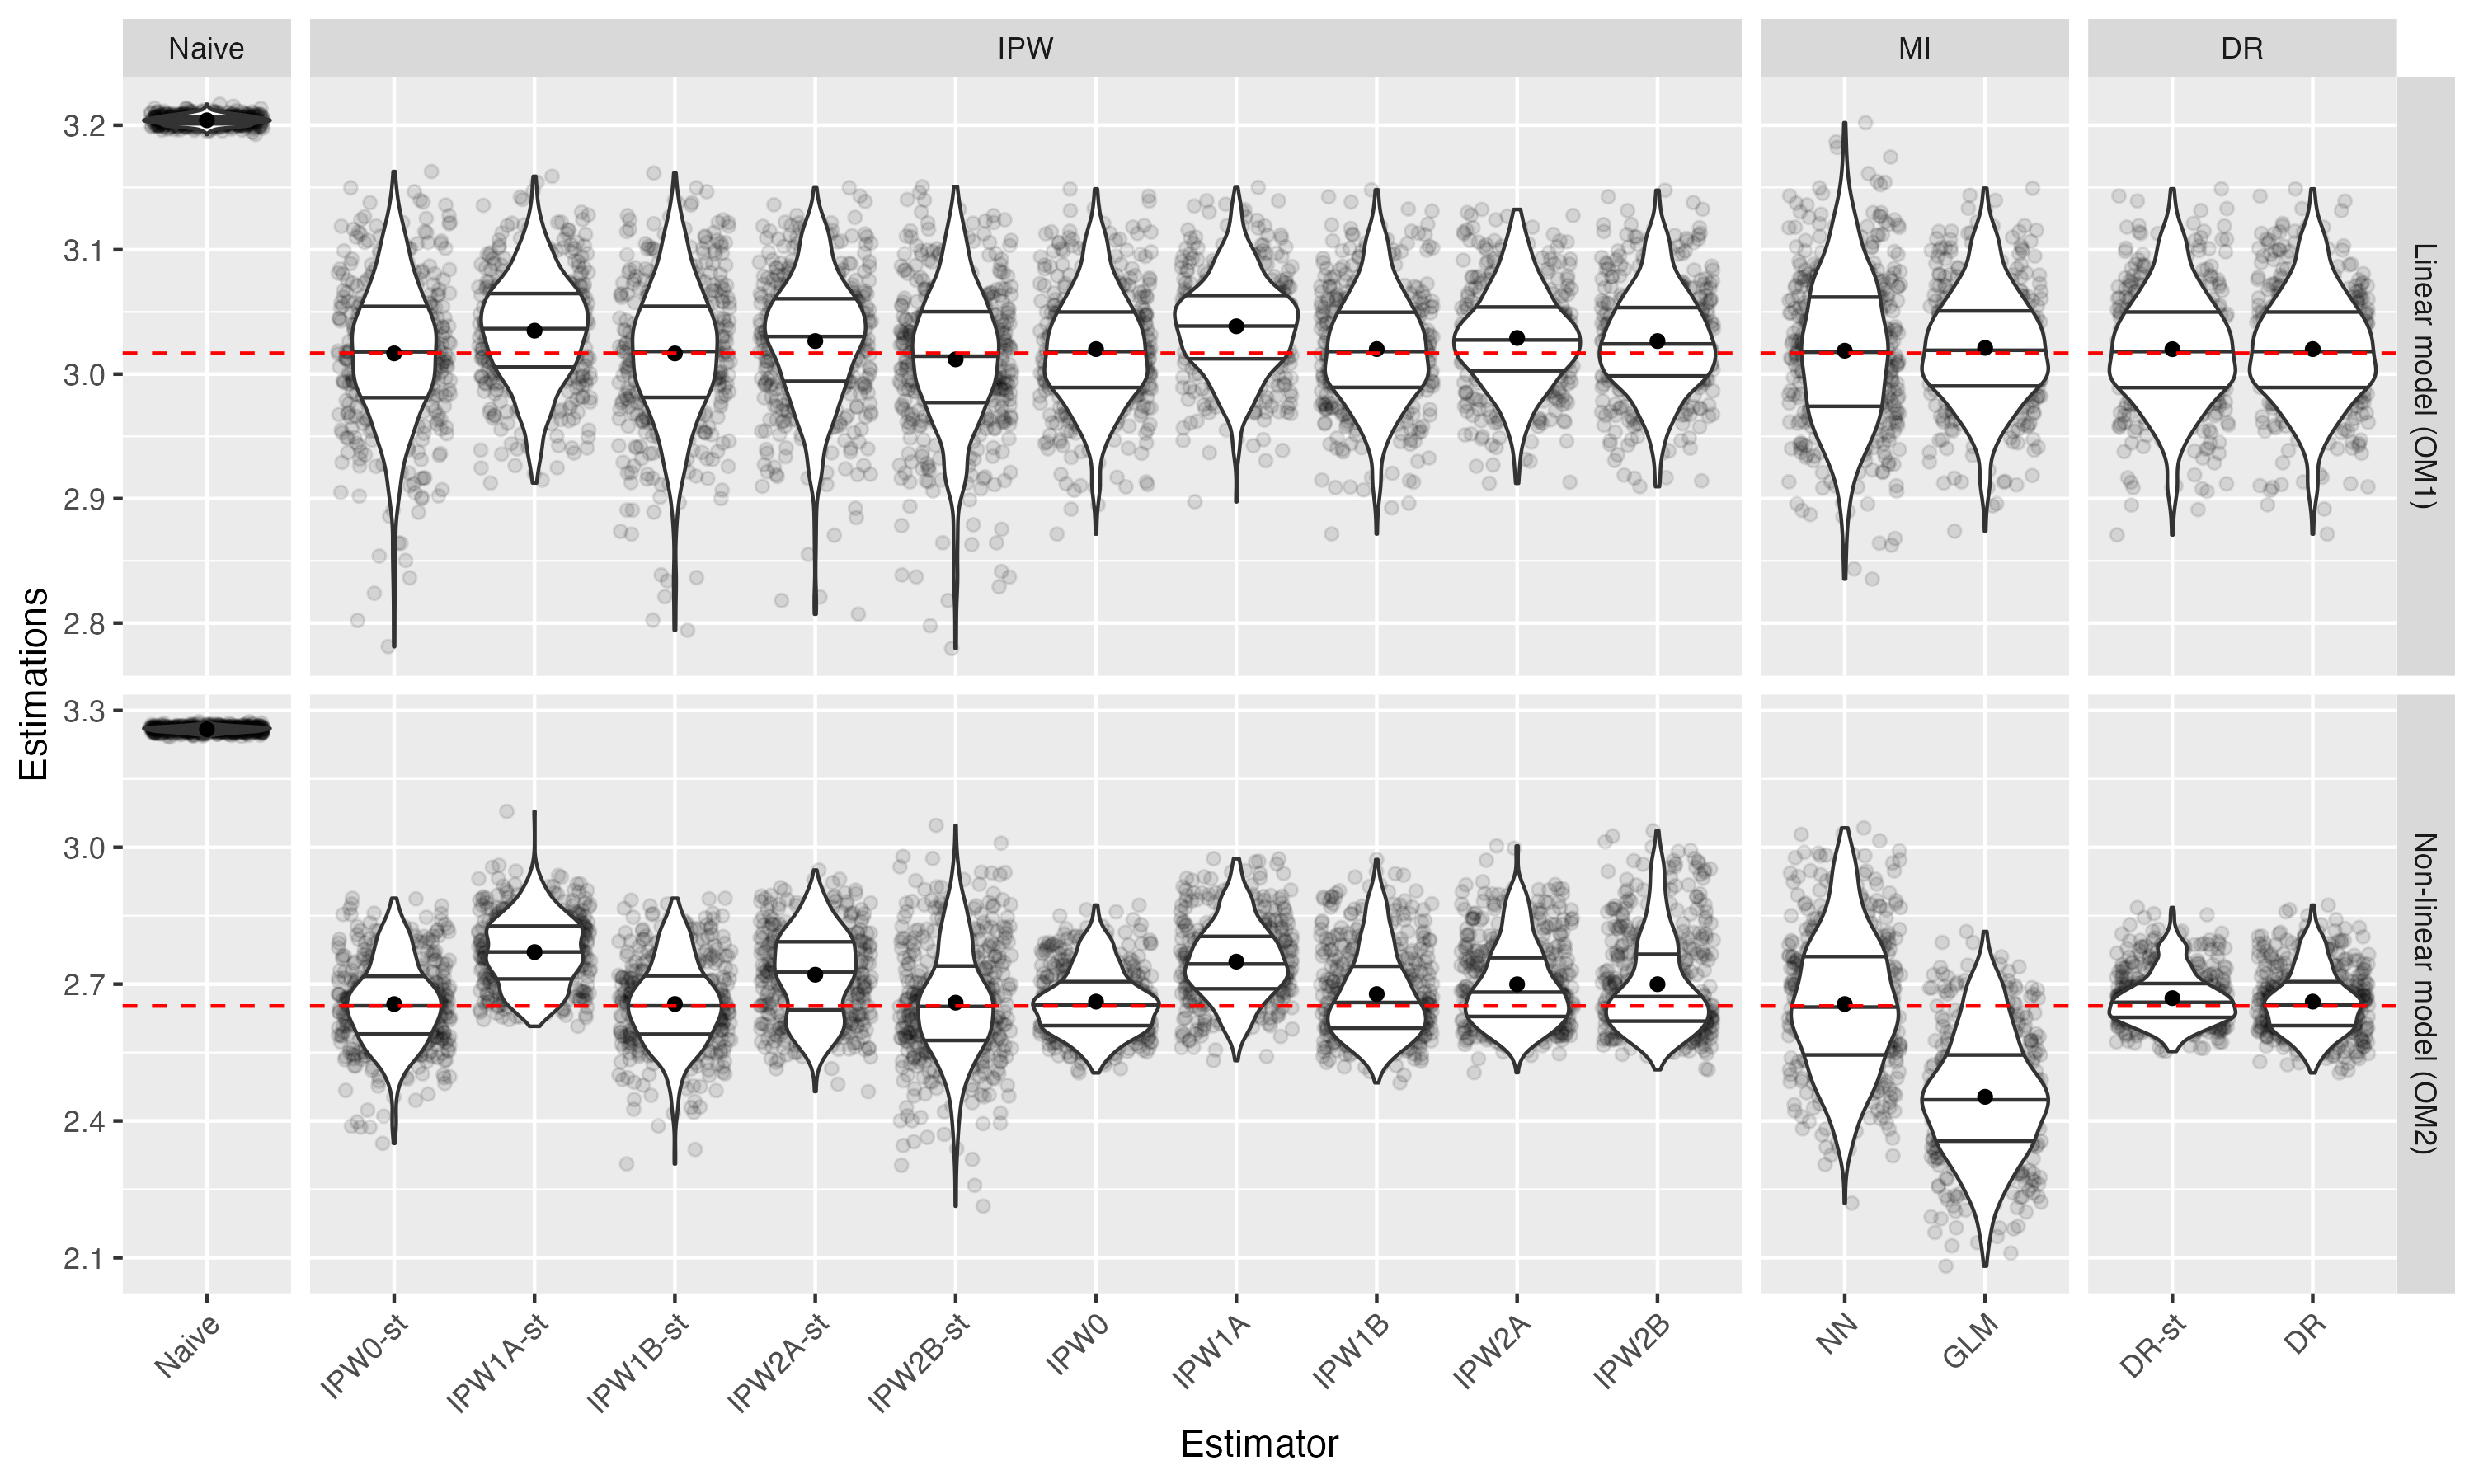 Naive
IPW
MI
DR
3.2
3.1
3.0
2.9
2.8
Linear model (OM1)
Estimations
3.3
3.0
2.7
2.4
2.1
Non-linear model (OM2)
Naive
IPW0-st
IPW1A-st
IPW1B-st
IPW2A-st
IPW2B-st
IPW0
IPW1A
IPW1B
IPW2A
IPW2B
NN
GLM
DR-st
DR
Estimator